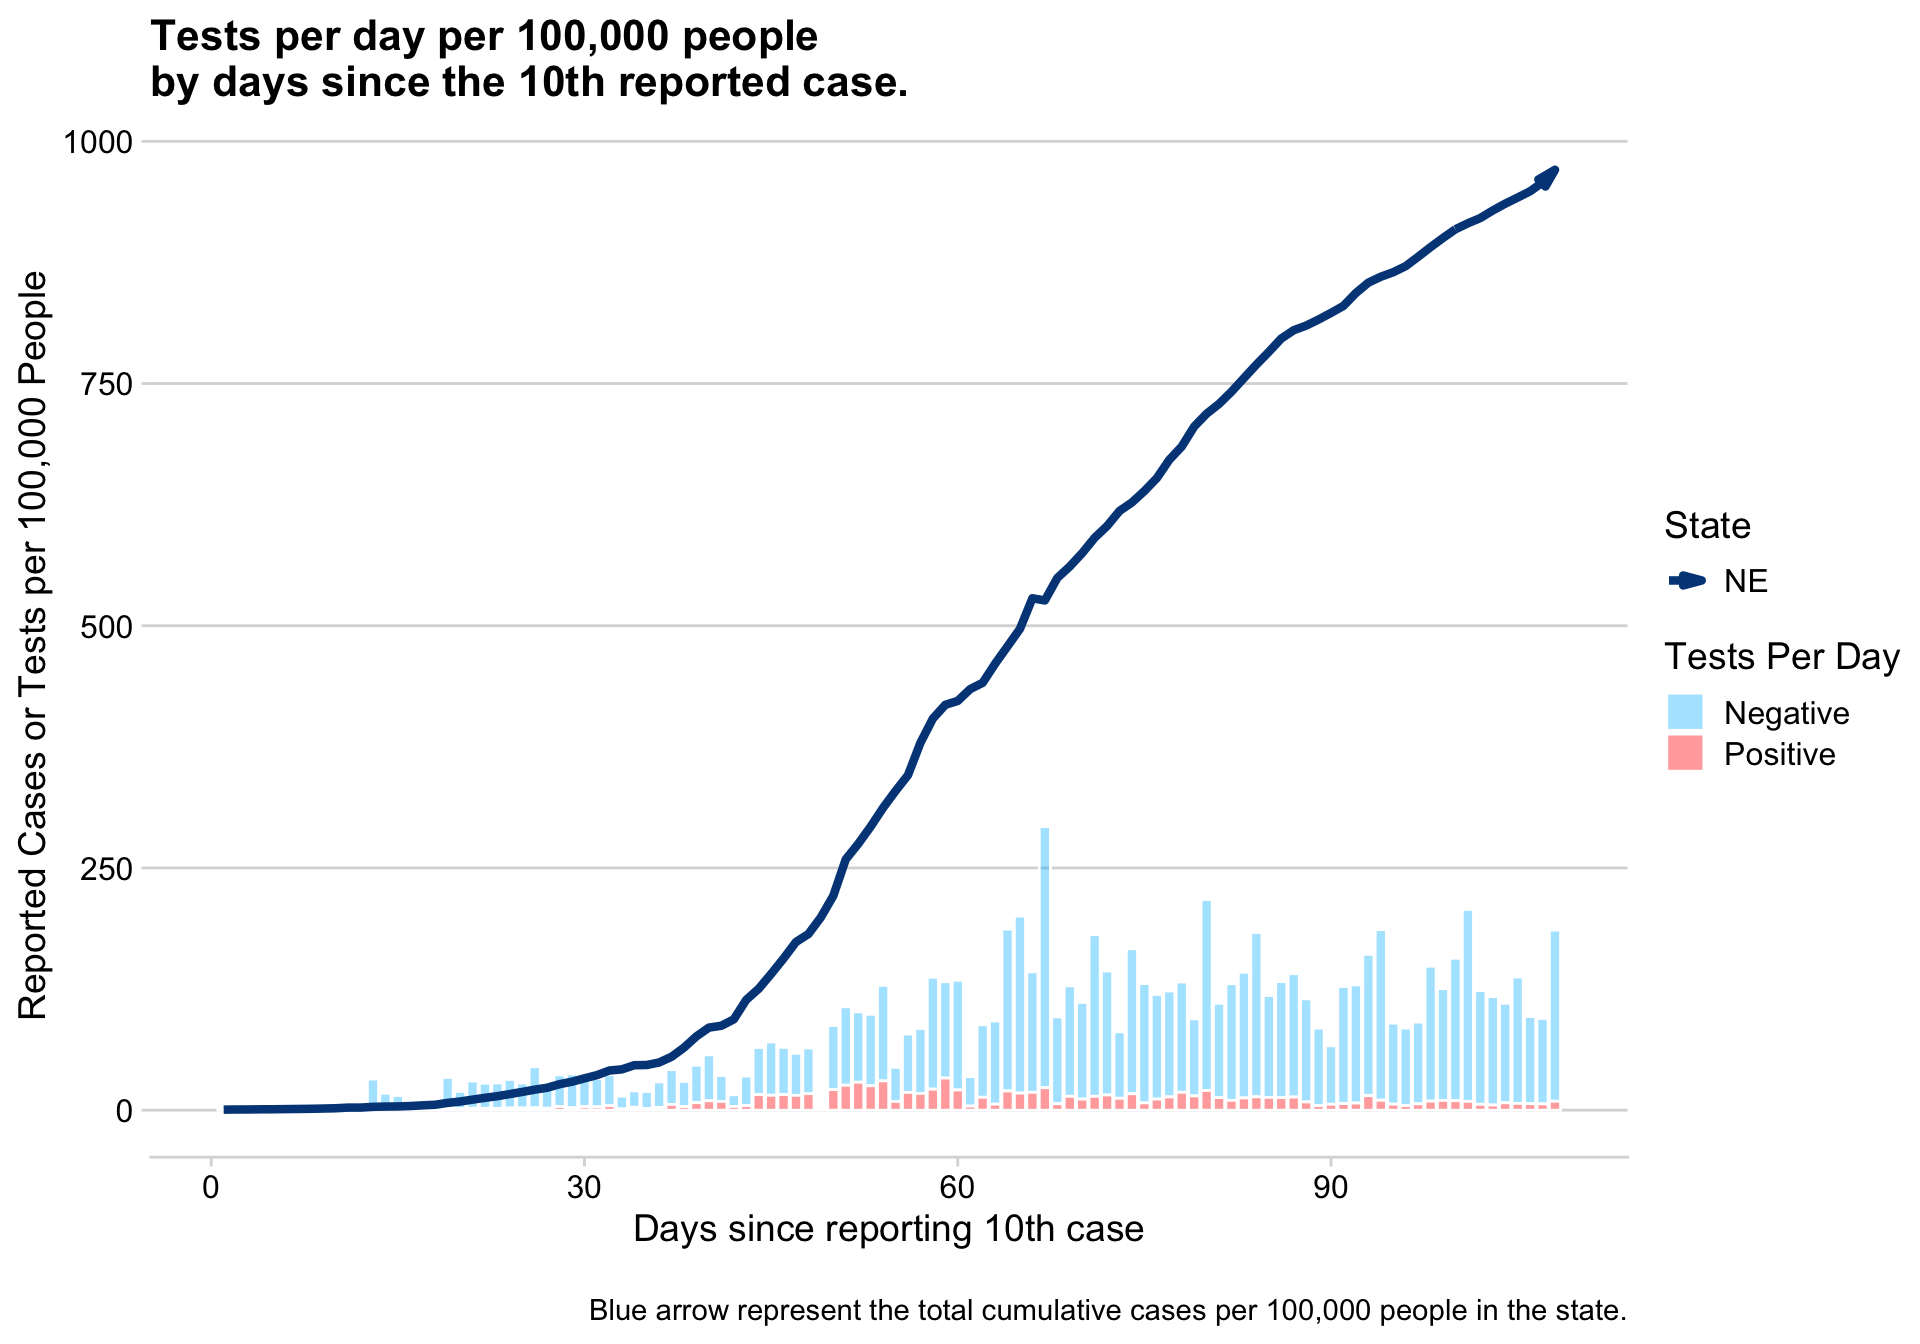 Tests per day per 100,000 people
by days since the 10th reported case.
Reported Cases or Tests per 100,000 People
1000
750
500
250
0
0
30
60
90
Days since reporting 10th case
State
NE
Tests Per Day
Negative
Positive
Blue arrow represent the total cumulative cases per 100,000 people in the state.